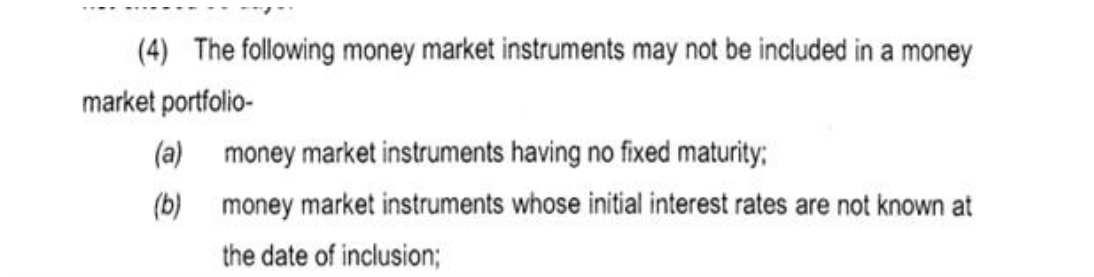 (4) The following money market instruments may not be included in a money
market portfolio-
(a) money market instruments having no fixed maturity;
(b) money market instruments whose initial interest rates are not known at
the date of inclusion;